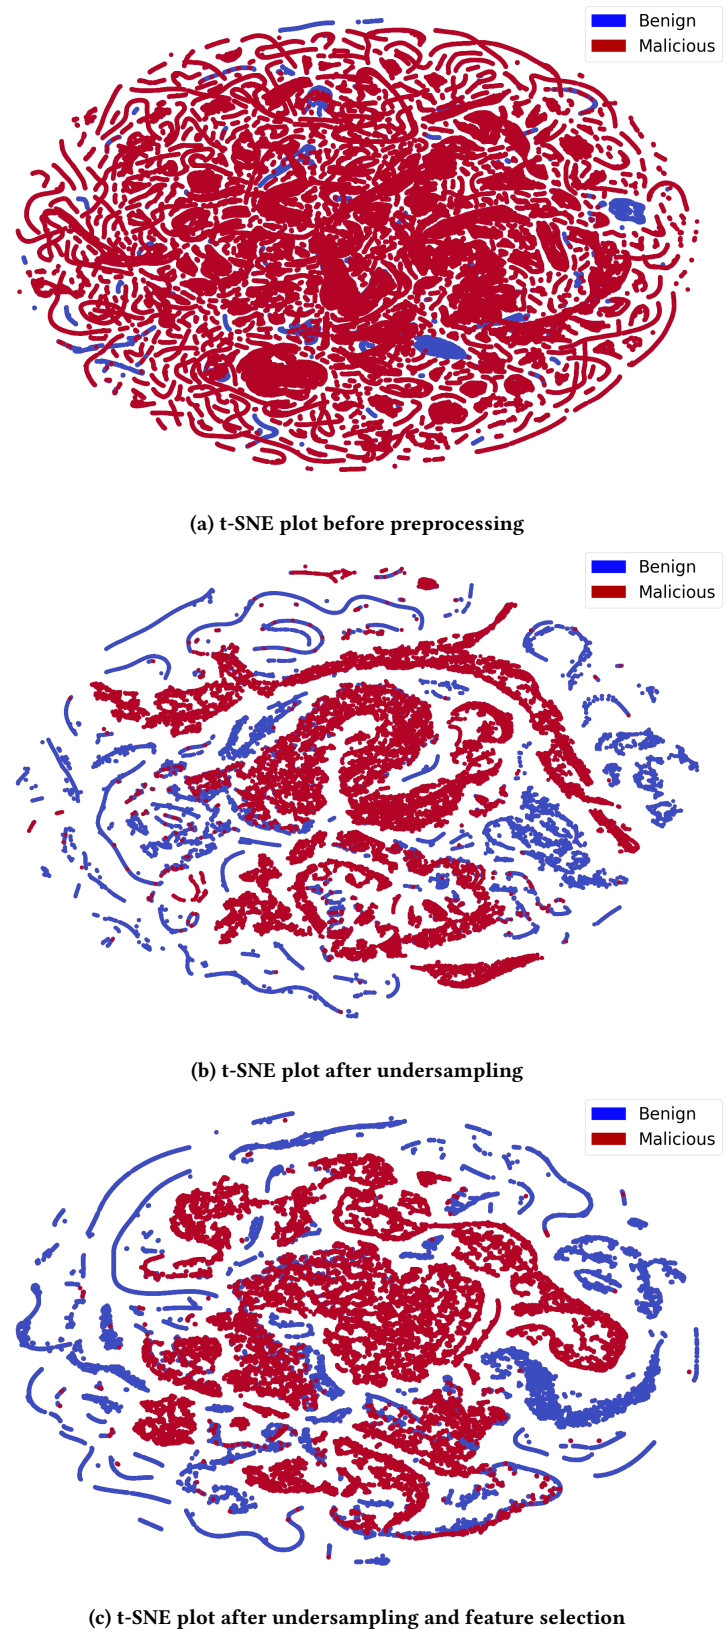 Benign
Malicious
(a) t-SNE plot before preprocessing
Benign
Malicious
(b) t-SNE plot after undersampling
Benign
Malicious
(c) t-SNE plot after undersampling and feature selection